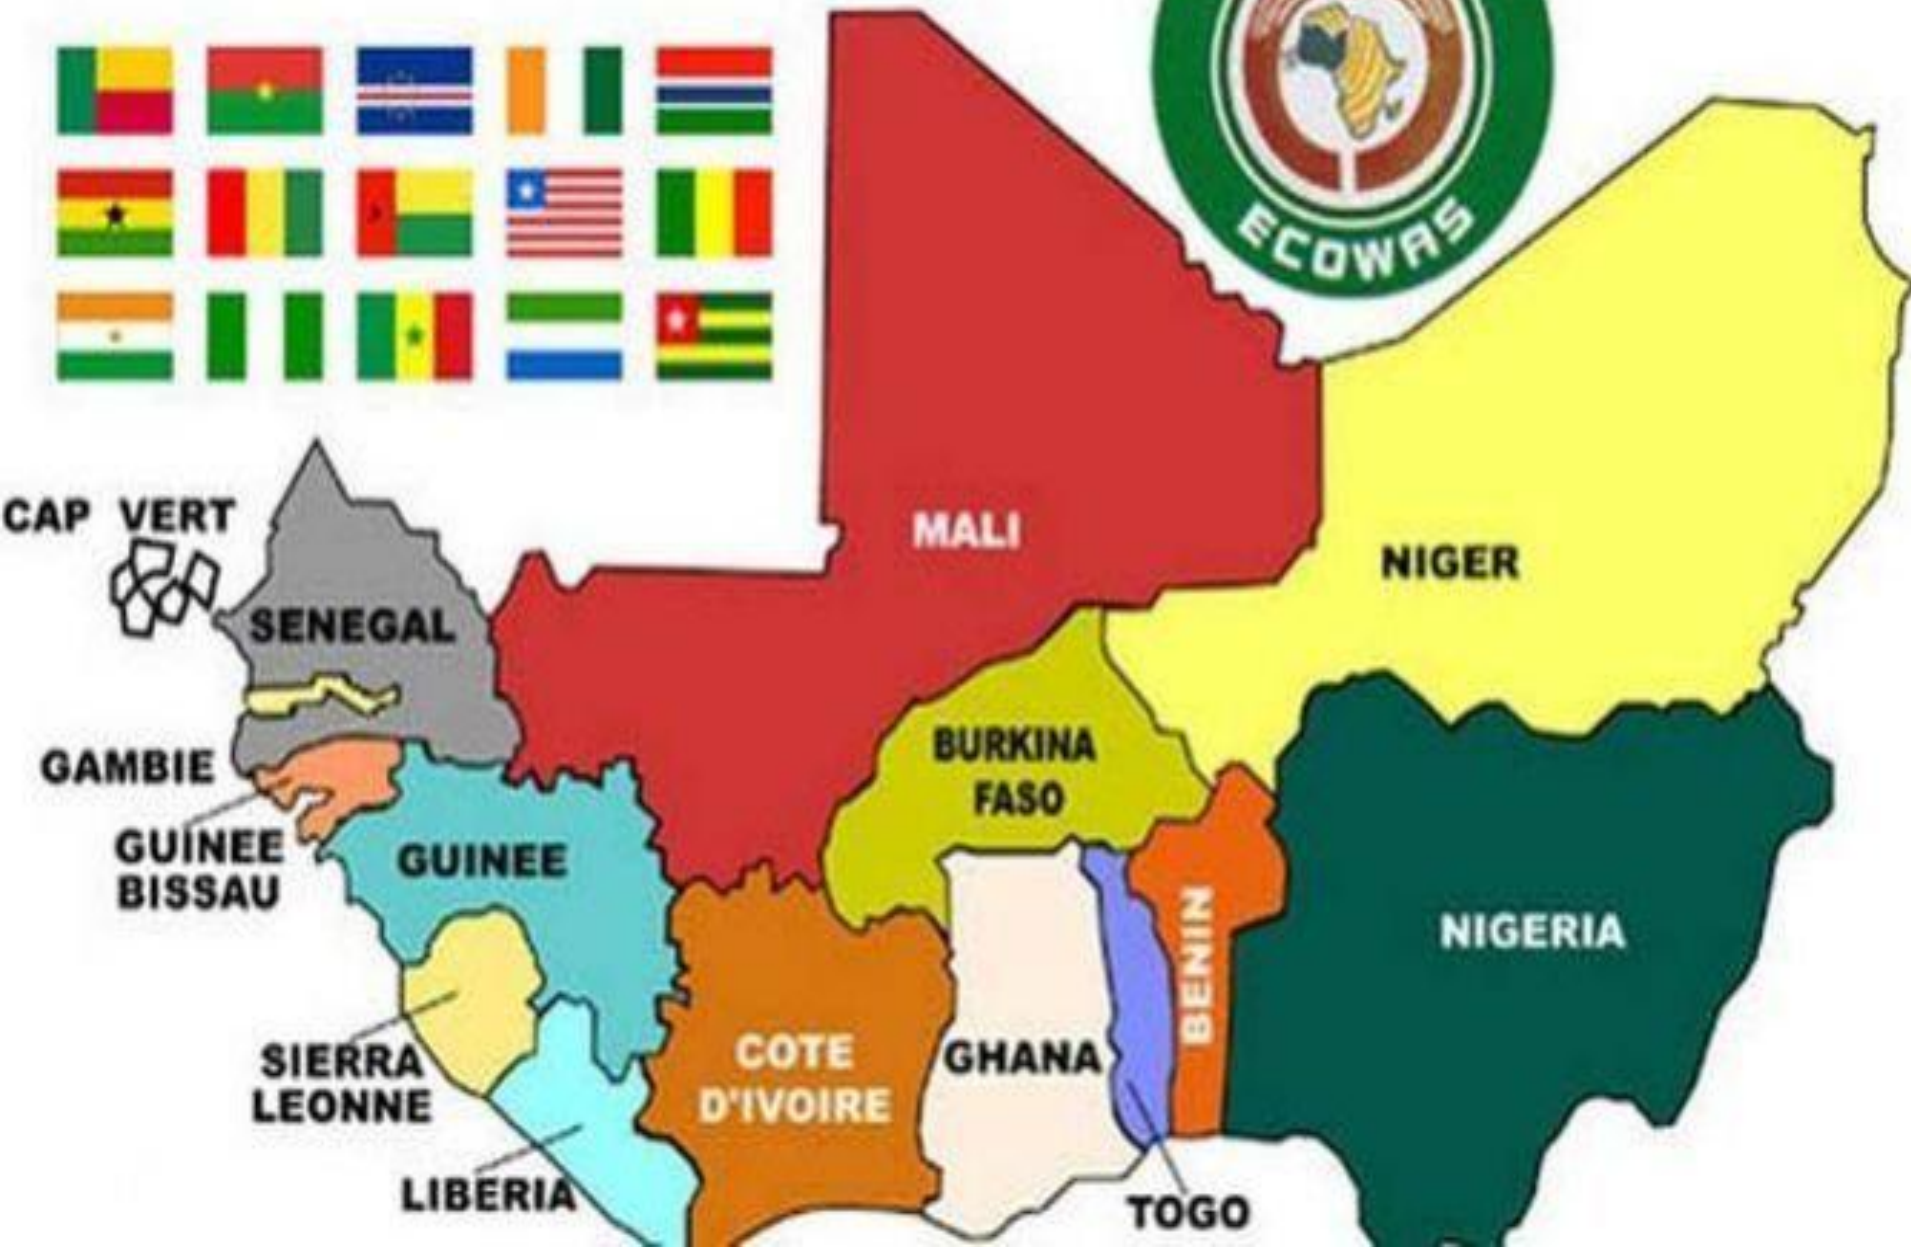 ECOWAS
CAP VERT
SENEGAL
MALI
NIGER
GAMBIE
GUINEE
BISSAU
GUINEE
BURKINA
FASO
NIGERIA
BENIN
SIERRA
LEONNE
COTE
D'IVOIRE
GHANA
LIBERIA
TOGO